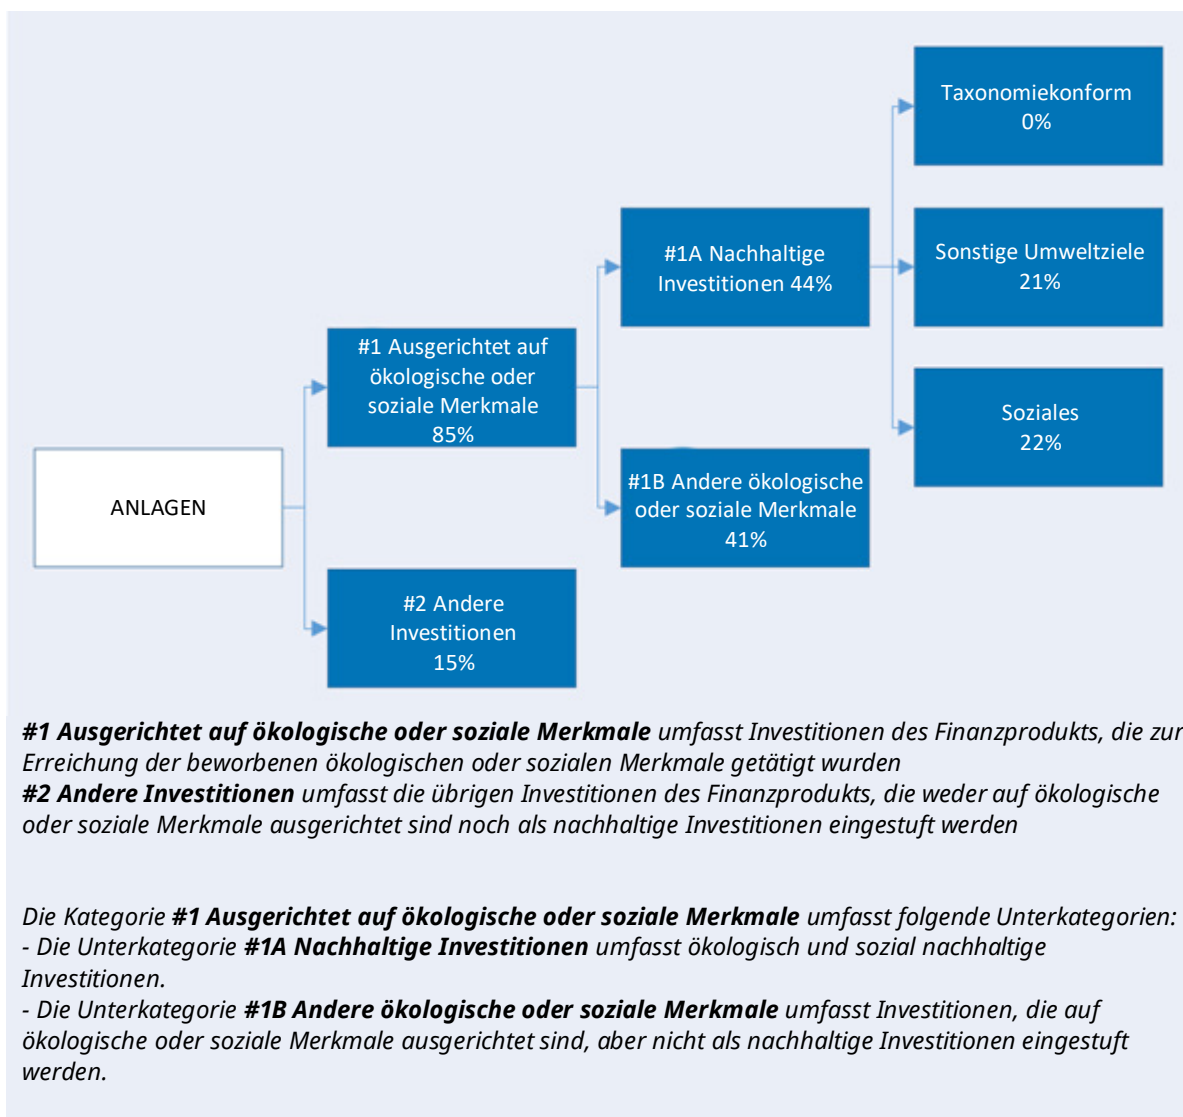 Taxonomiekonform
0%
#1A Nachhaltige
Investitionen 44%
Sonstige Umweltziele
21%
#1 Ausgerichtet auf
ökologische oder
soziale Merkmale
85%
Soziales
22%
ANLAGEN
#1B Andere ökologische
oder soziale Merkmale
41%
#2 Andere
Investitionen
15%
#1 Ausgerichtet auf ökologische oder soziale Merkmale umfasst Investitionen des Finanzprodukts, die zur
Erreichung der beworbenen ökologischen oder sozialen Merkmale getätigt wurden
#2 Andere Investitionen umfasst die übrigen Investitionen des Finanzprodukts, die weder auf ökologische
oder soziale Merkmale ausgerichtet sind noch als nachhaltige Investitionen eingestuft werden
Die Kategorie #1 Ausgerichtet auf ökologische oder soziale Merkmale umfasst folgende Unterkategorien:
- Die Unterkategorie #1A Nachhaltige Investitionen umfasst ökologisch und sozial nachhaltige
Investitionen.
- Die Unterkategorie #1B Andere ökologische oder soziale Merkmale umfasst Investitionen, die auf
ökologische oder soziale Merkmale ausgerichtet sind, aber nicht als nachhaltige Investitionen eingestuft
werden.